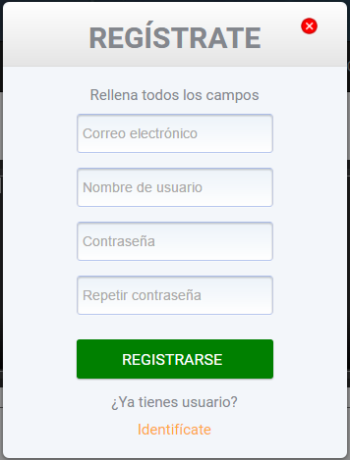 REGÍSTRATE
Rellena todos los campos
Correo electrónico
Nombre de usuario
Contraseña
Repetir contraseña
REGISTRARSE
¿Ya tienes usuario?
Identifícate